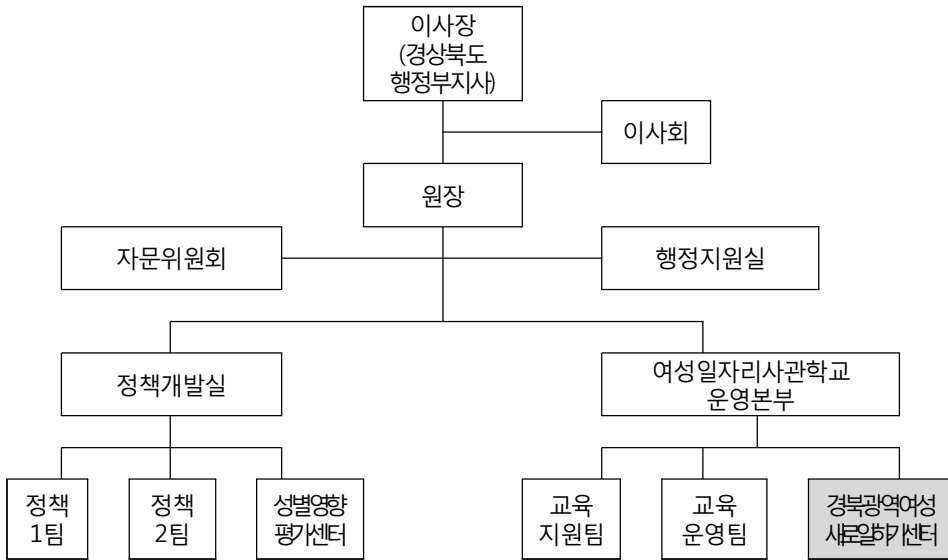 이사장
(경상북도
행정부지사)
이사회
원장
자문위원회
행정지원실
정책개발실
여성일자리사관학교
운영본부
정책
1팀
정책
2팀
성별영향
평가센터
교육
지원팀
교육
운영팀
경북광역여성
새로일하기센터